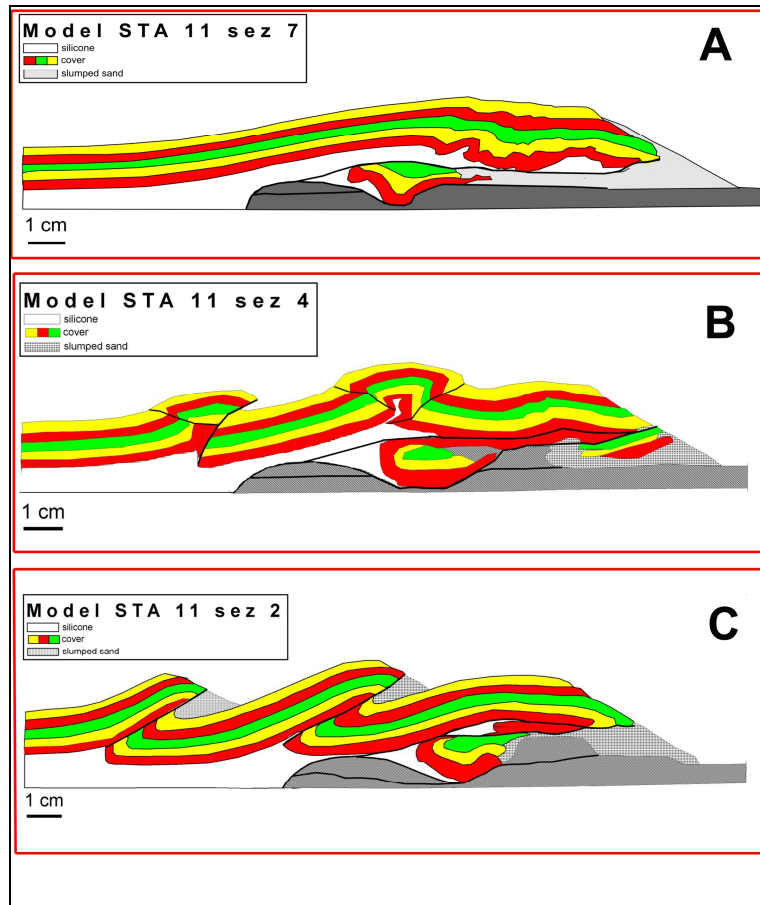 Model STA 11 sez 7
silicone
cover
slumped sand
A
1 cm
Model STA 11 sez 4
silicone
cover
slumped sand
B
1 cm
Model STA 11 sez 2
silicone
cover
slumped sand
C
1 cm